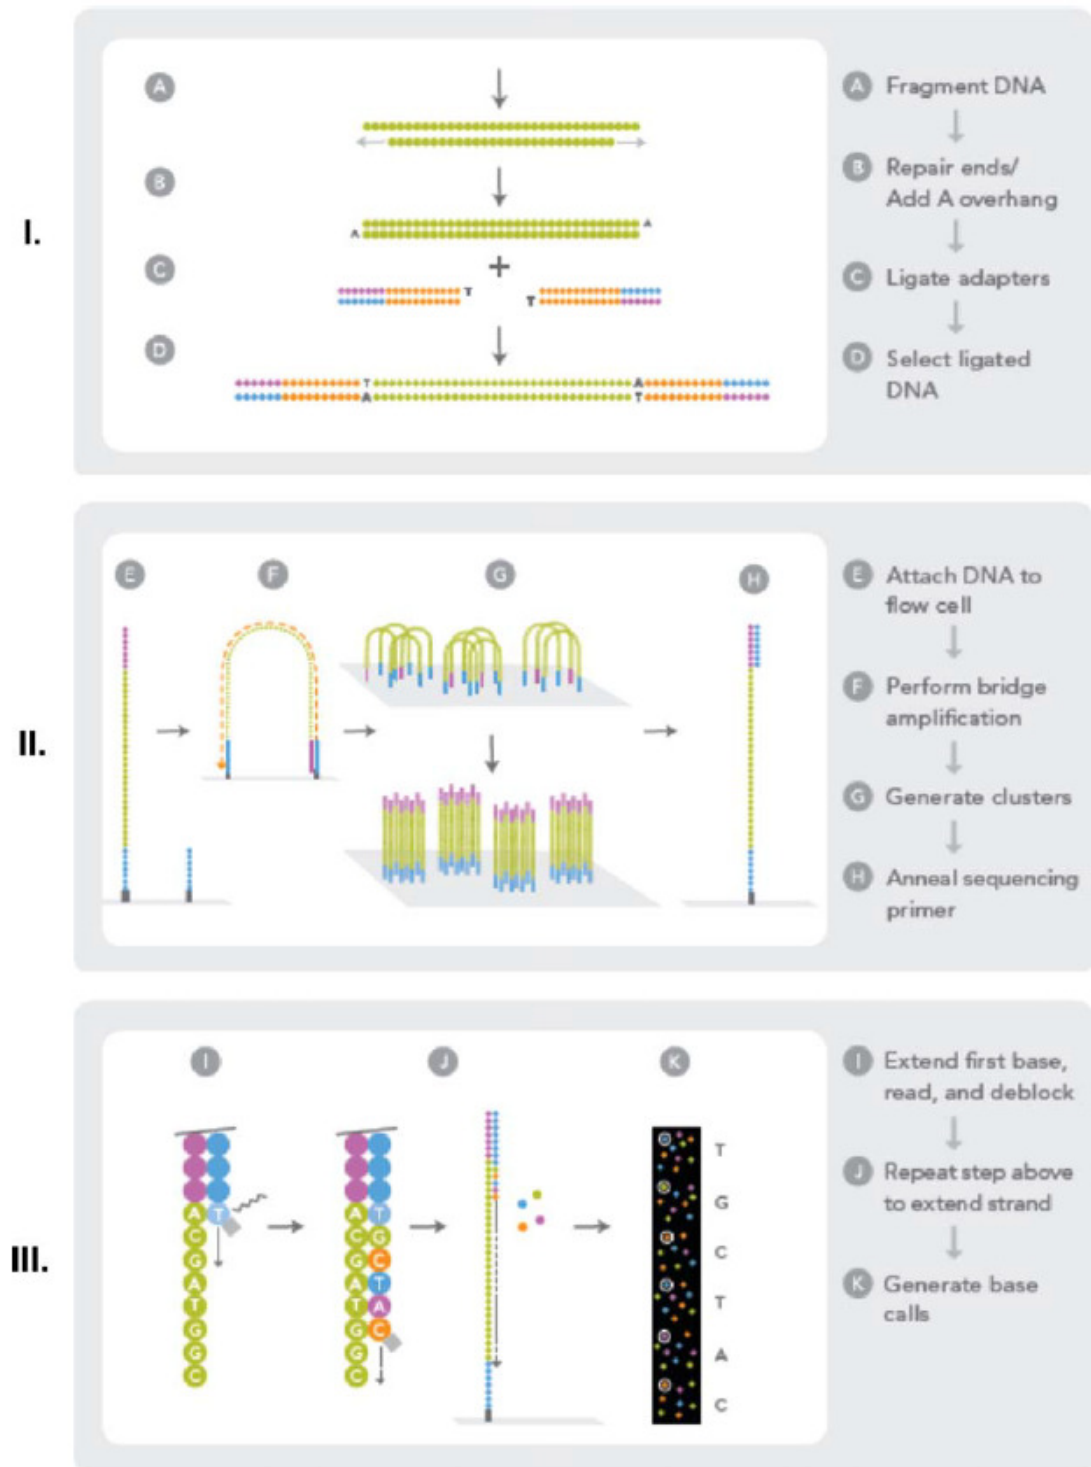 I.
A
B
C
D
A
A
+
T
T
T
A
A
T
A Fragment DNA
B Repair ends/
Add A overhang
C Ligate adapters
D Select ligated
DNA
II.
E
F
G
H
E Attach DNA to
flow cell
F Perform bridge
amplification
G Generate clusters
H Anneal sequencing
primer
III.
I
J
K
A T
C
G
A
T
G
G
C
A T
C G
G C
A T
T A
G C
G
C
T
G
C
T
A
C
I Extend first base,
read, and deblock
J Repeat step above
to extend strand
K Generate base
calls